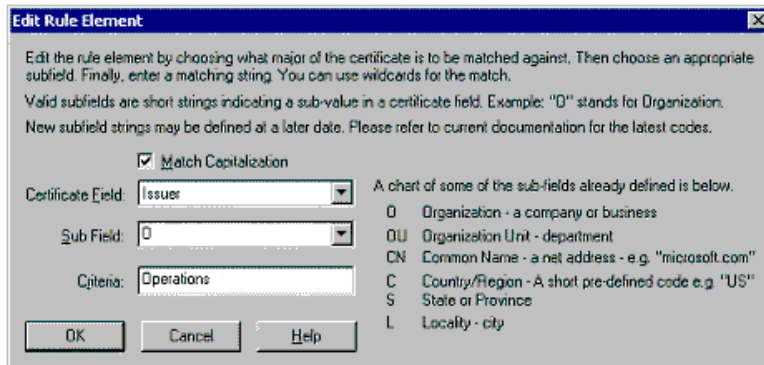 Edit Rule Element
Edit the rule element by choosing what major of the certificate is to be matched against. Then choose an appropriate
subfield. Finally, enter a matching string. You can use wildcards for the match.
Valid subfields are short strings indicating a sub-value in a certificate field. Example: "O" stands for Organization.
New subfield strings may be defined at a later date. Please refer to current documentation for the latest codes.
Match Capitalization
Certificate Field: Issuer
Sub Field: O
Criteria: Operations
OK Cancel Help
A chart of some of the sub-fields already defined is below.
O Organization - a company or business
OU Organization Unit - department
CN Common Name - a net address - e.g. "microsoft.com"
C Country/Region - A short pre-defined code e.g. "US"
S State or Province
L Locality - city